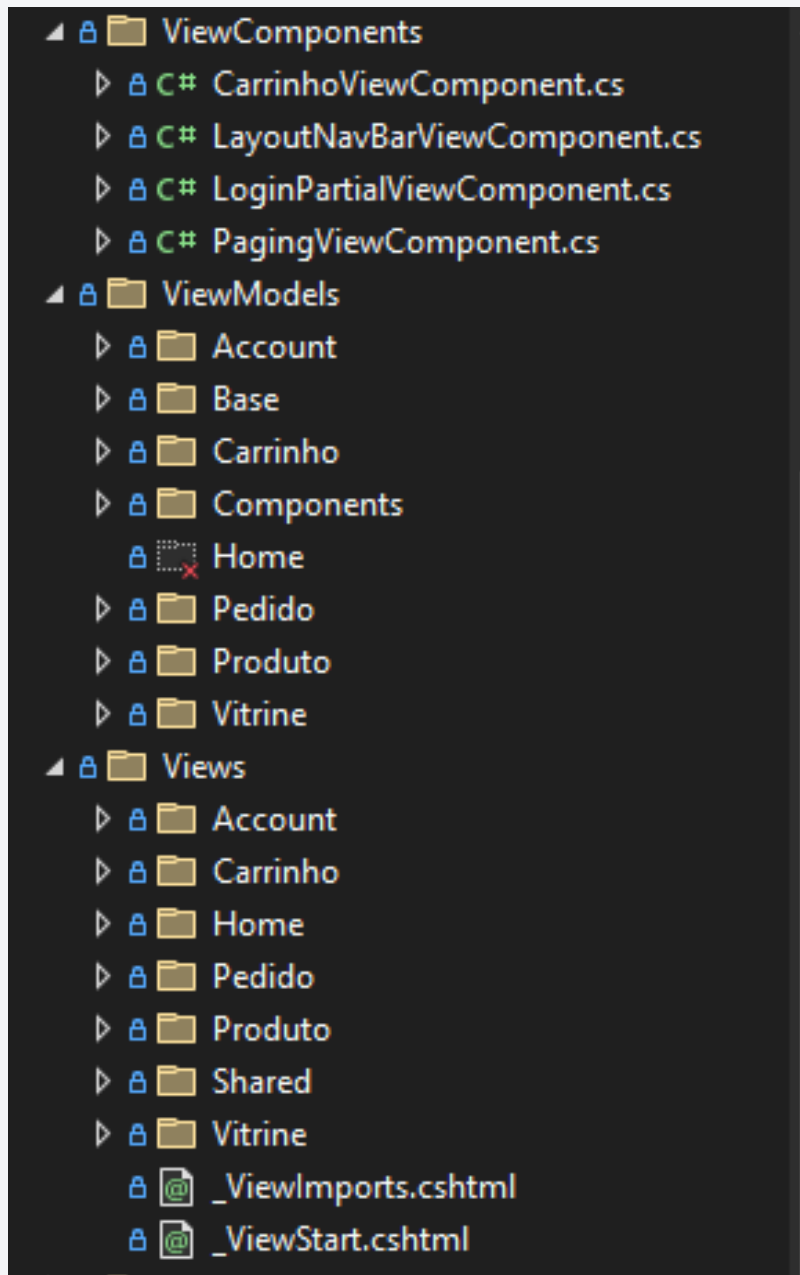 ViewComponents
C# CarrinhoViewComponent.cs
C# LayoutNavBarViewComponent.cs
C# LoginPartialViewComponent.cs
C# PagingViewComponent.cs
ViewModels
Account
Base
Carrinho
Components
Home
Pedido
Produto
Vitrine
Views
Account
Carrinho
Home
Pedido
Produto
Shared
Vitrine
@ _ViewImports.cshtml
@ _ViewStart.cshtml